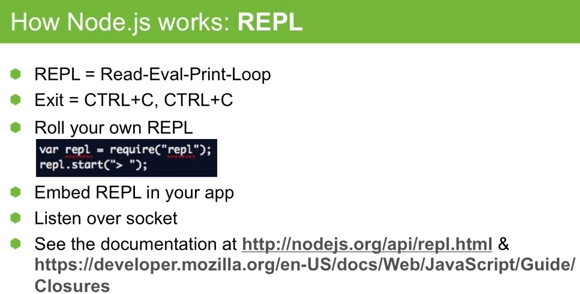 How Node.js works: REPL
REPL = Read-Eval-Print-Loop
Exit = CTRL+C, CTRL+C
Roll your own REPL
var repl = require("repl");
repl.start("> ");
Embed REPL in your app
Listen over socket
See the documentation at http://nodejs.org/api/repl.html &
https://developer.mozilla.org/en-US/docs/Web/JavaScript/Guide/
Closures